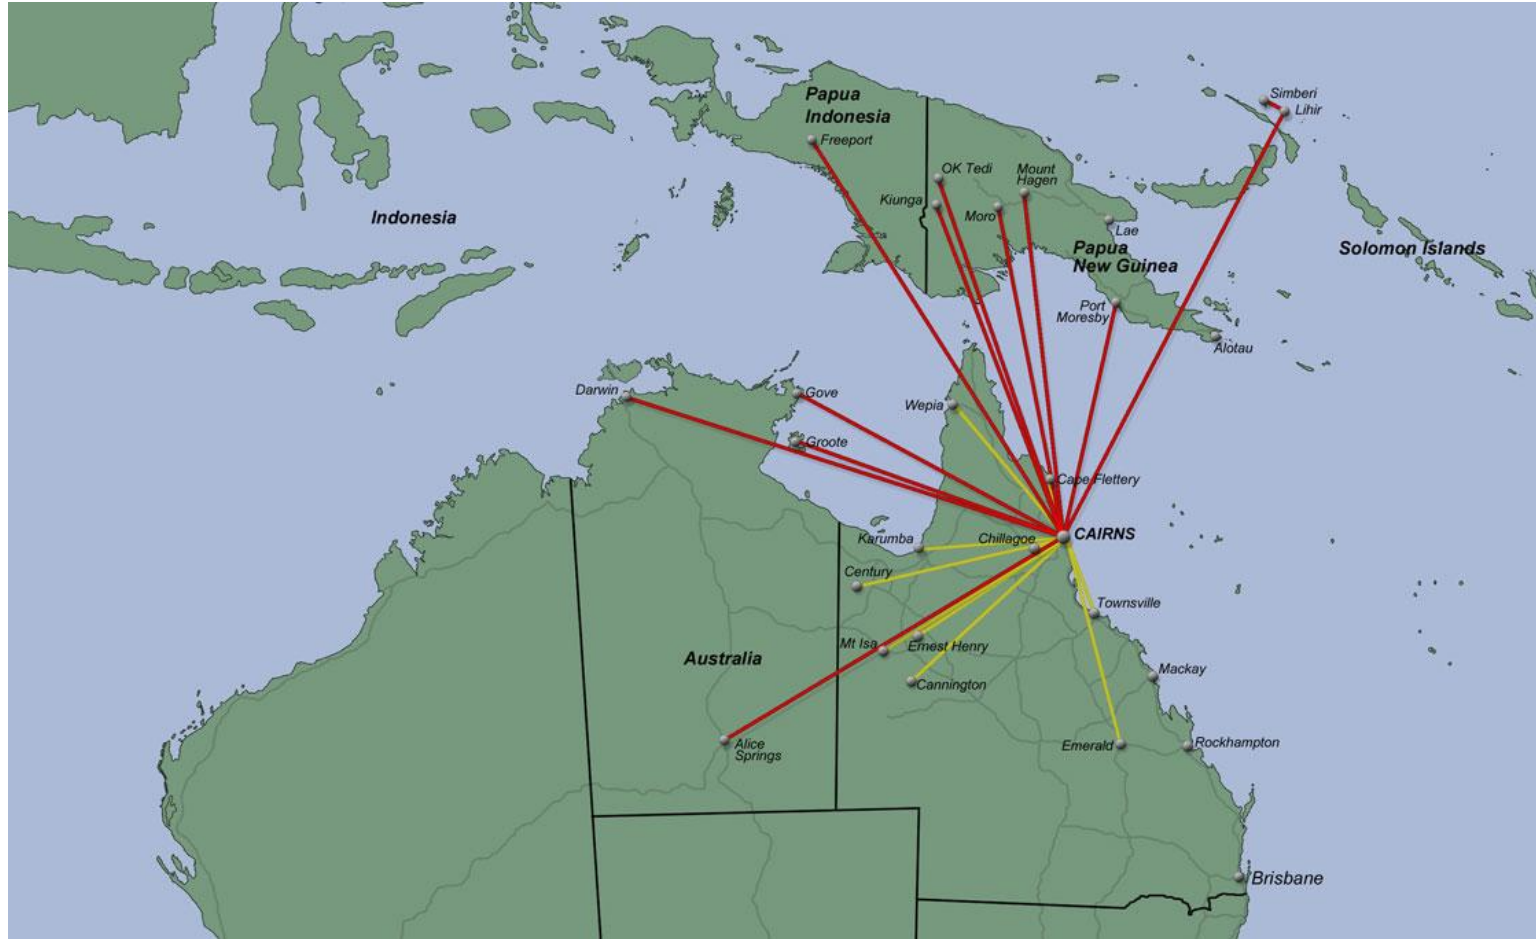 Simberi
Lihir
Papua
Indonesia
Freeport
OK Tedi
Mount
Hagen
Kiunga
Moro
Lae
Indonesia
Papua
New Guinea
Solomon Islands
Port
Moresby
Alotau
Darwin
Gove
Wepia
Groote
Cape Flettery
CAIRNS
Karumba
Chillagoe
Century
Townsville
Mt Isa
Ernest Henry
Australia
Cannington
Mackay
Alice
Springs
Emerald
Rockhampton
Brisbane